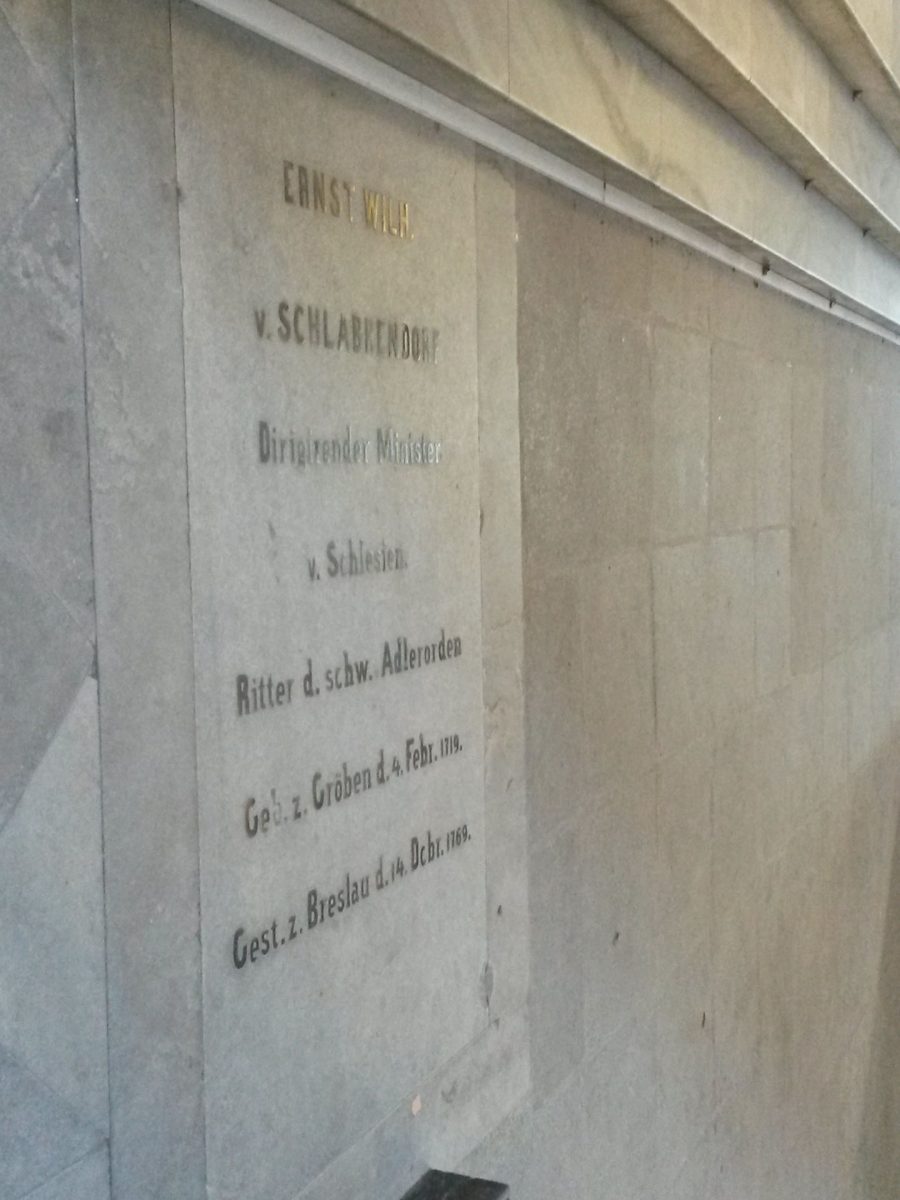 ERNST WILH.
v. SCHLABRENDORF
Dirigirender Minister
v. Schlesien.
Ritter d. schw. Adlerorden
Geb. z. Gröben d. 4. Febr. 1719.
Gest. z. Breslau d. 14. Dcbr. 1769.